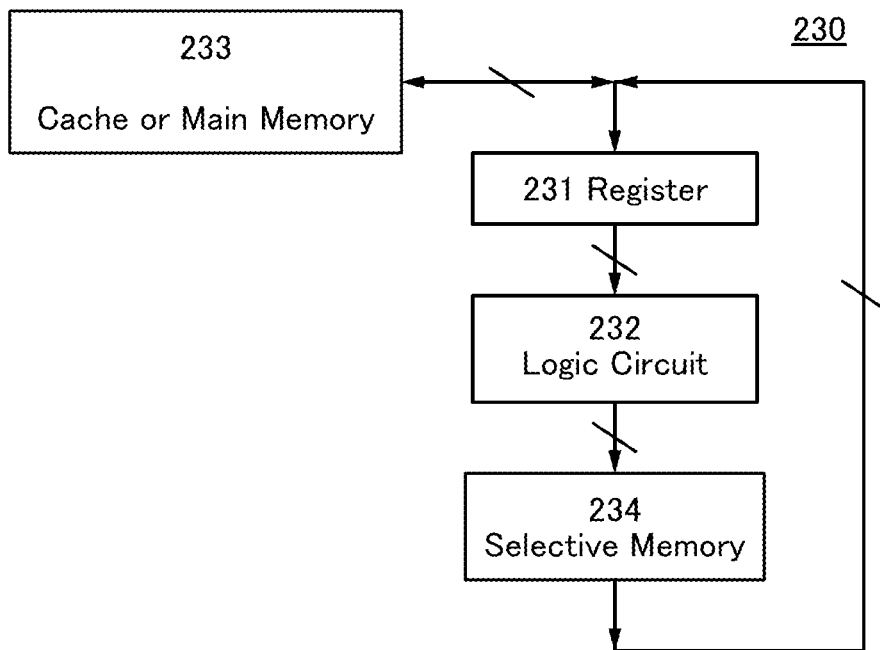 230
233
Cache or Main Memory
231 Register
232
Logic Circuit
234
Selective Memory